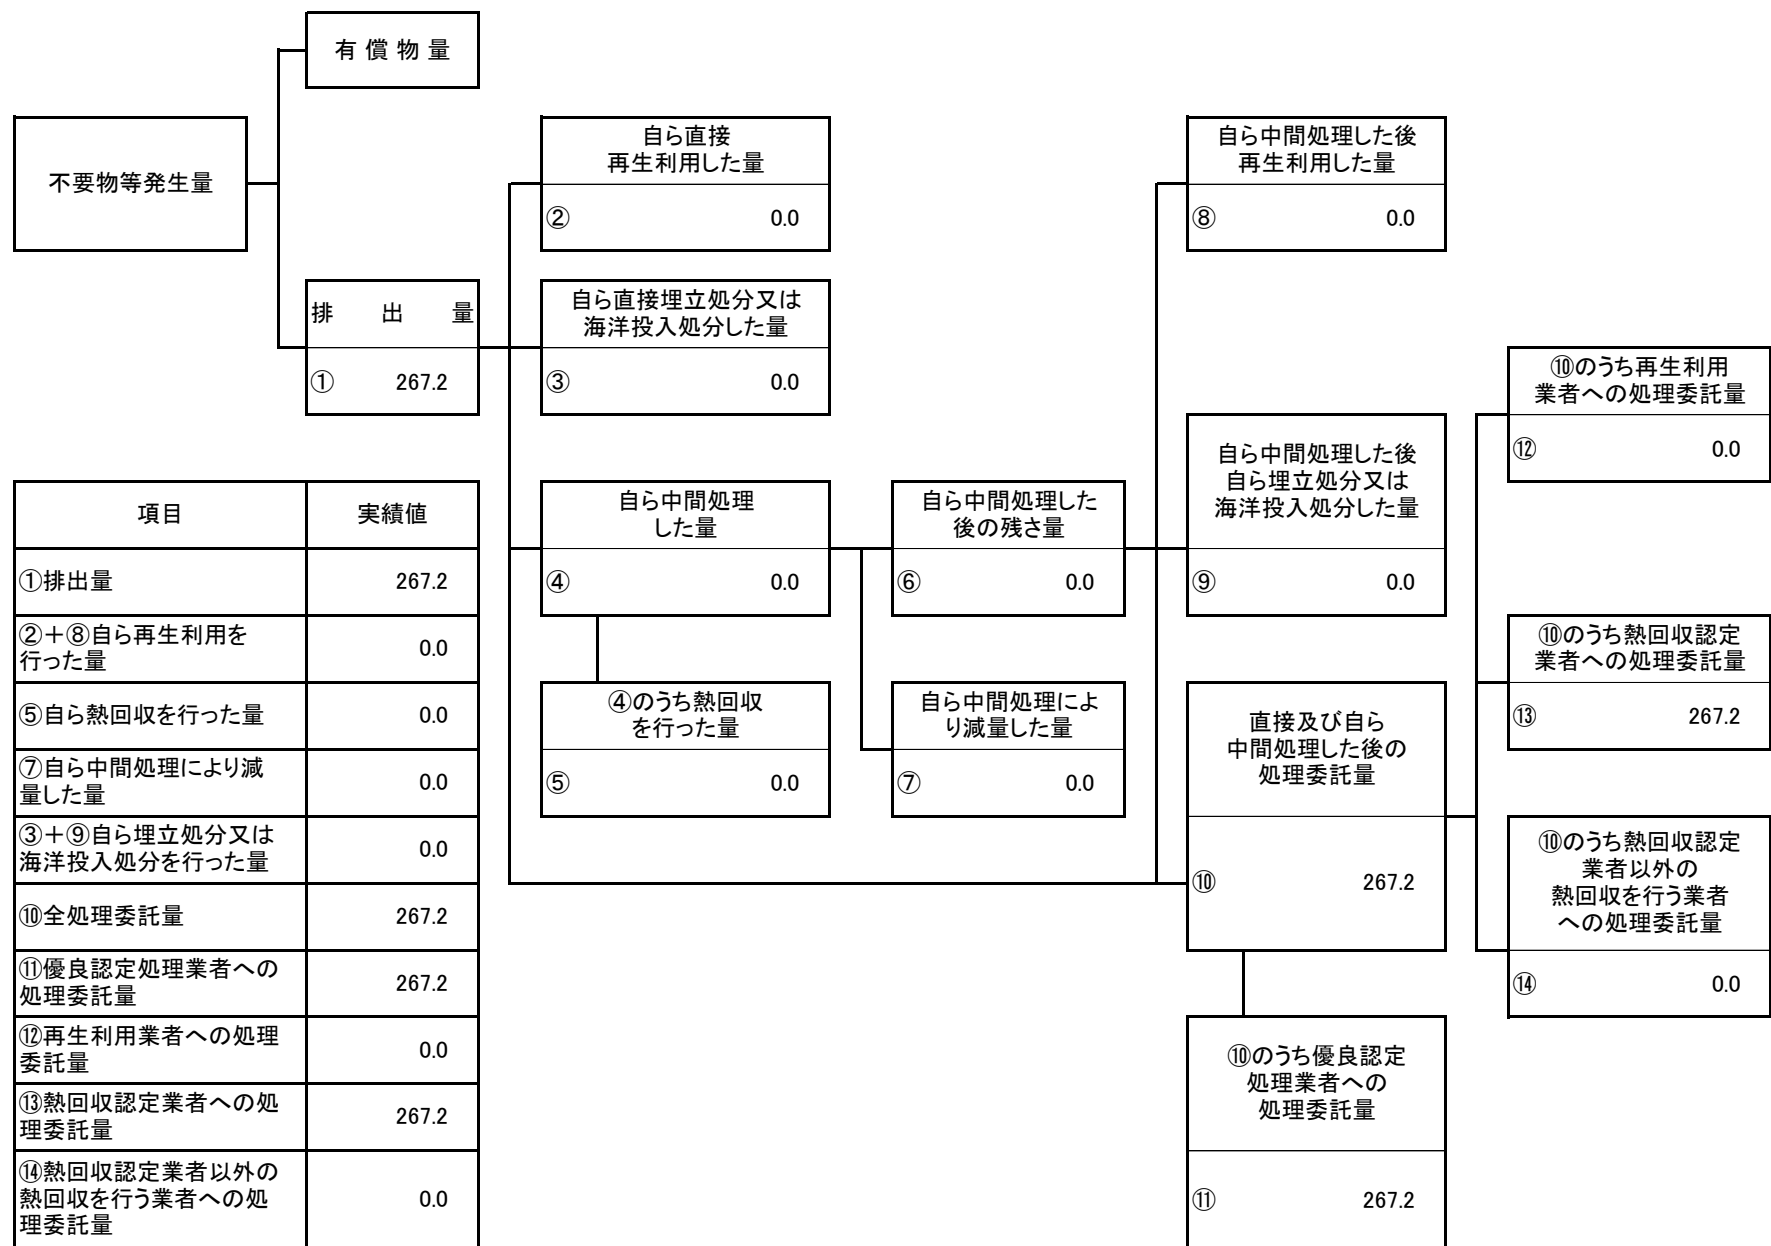 有 償 物 量
不要物等発生量
自ら直接
再生利用した量
② 0.0
自ら中間処理した後
再生利用した量
⑧ 0.0
排 出 量
① 267.2
自ら直接埋立処分又は
海洋投入処分した量
③ 0.0
⑩のうち再生利用
業者への処理委託量
⑫ 0.0
自ら中間処理した後
自ら埋立処分又は
海洋投入処分した量
⑨ 0.0
自ら中間処理
した量
④ 0.0
自ら中間処理した
後の残さ量
⑥ 0.0
⑩のうち熱回収認定
業者への処理委託量
⑬ 267.2
④のうち熱回収
を行った量
⑤ 0.0
自ら中間処理によ
り減量した量
⑦ 0.0
直接及び自ら
中間処理した後の
処理委託量
⑩ 267.2
⑩のうち熱回収認定
業者以外の
熱回収を行う業者
への処理委託量
⑭ 0.0
⑩のうち優良認定
処理業者への
処理委託量
⑪ 267.2
項目 実績値
①排出量 267.2
②＋⑧自ら再生利用を
行った量 0.0
⑤自ら熱回収を行った量 0.0
⑦自ら中間処理により減
量した量 0.0
③＋⑨自ら埋立処分又は
海洋投入処分を行った量 0.0
⑩全処理委託量 267.2
⑪優良認定処理業者への
処理委託量 267.2
⑫再生利用業者への処理
委託量 0.0
⑬熱回収認定業者への処
理委託量 267.2
⑭熱回収認定業者以外の
熱回収を行う業者への処
理委託量 0.0